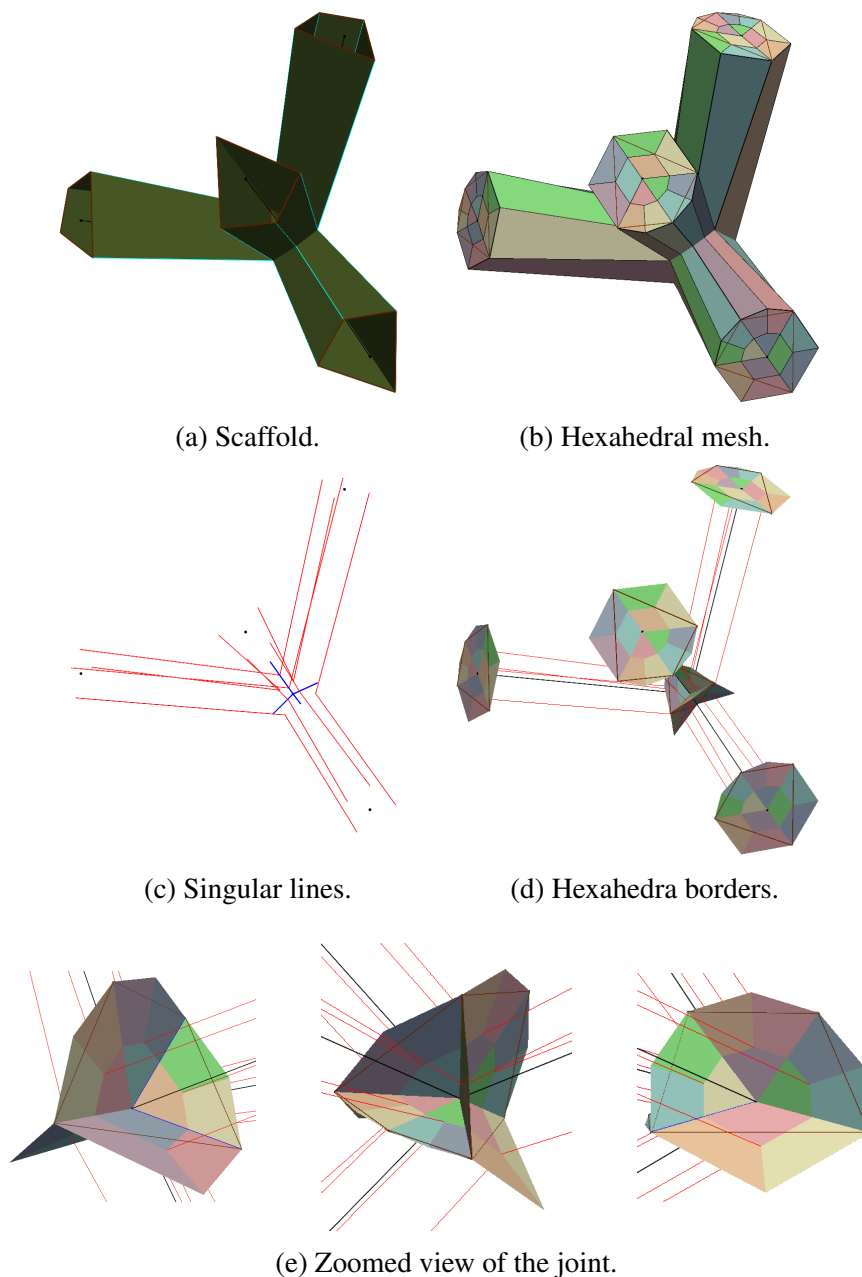 (a) Scaffold.
(b) Hexahedral mesh.
(c) Singular lines.
(d) Hexahedra borders.
(e) Zoomed view of the joint.